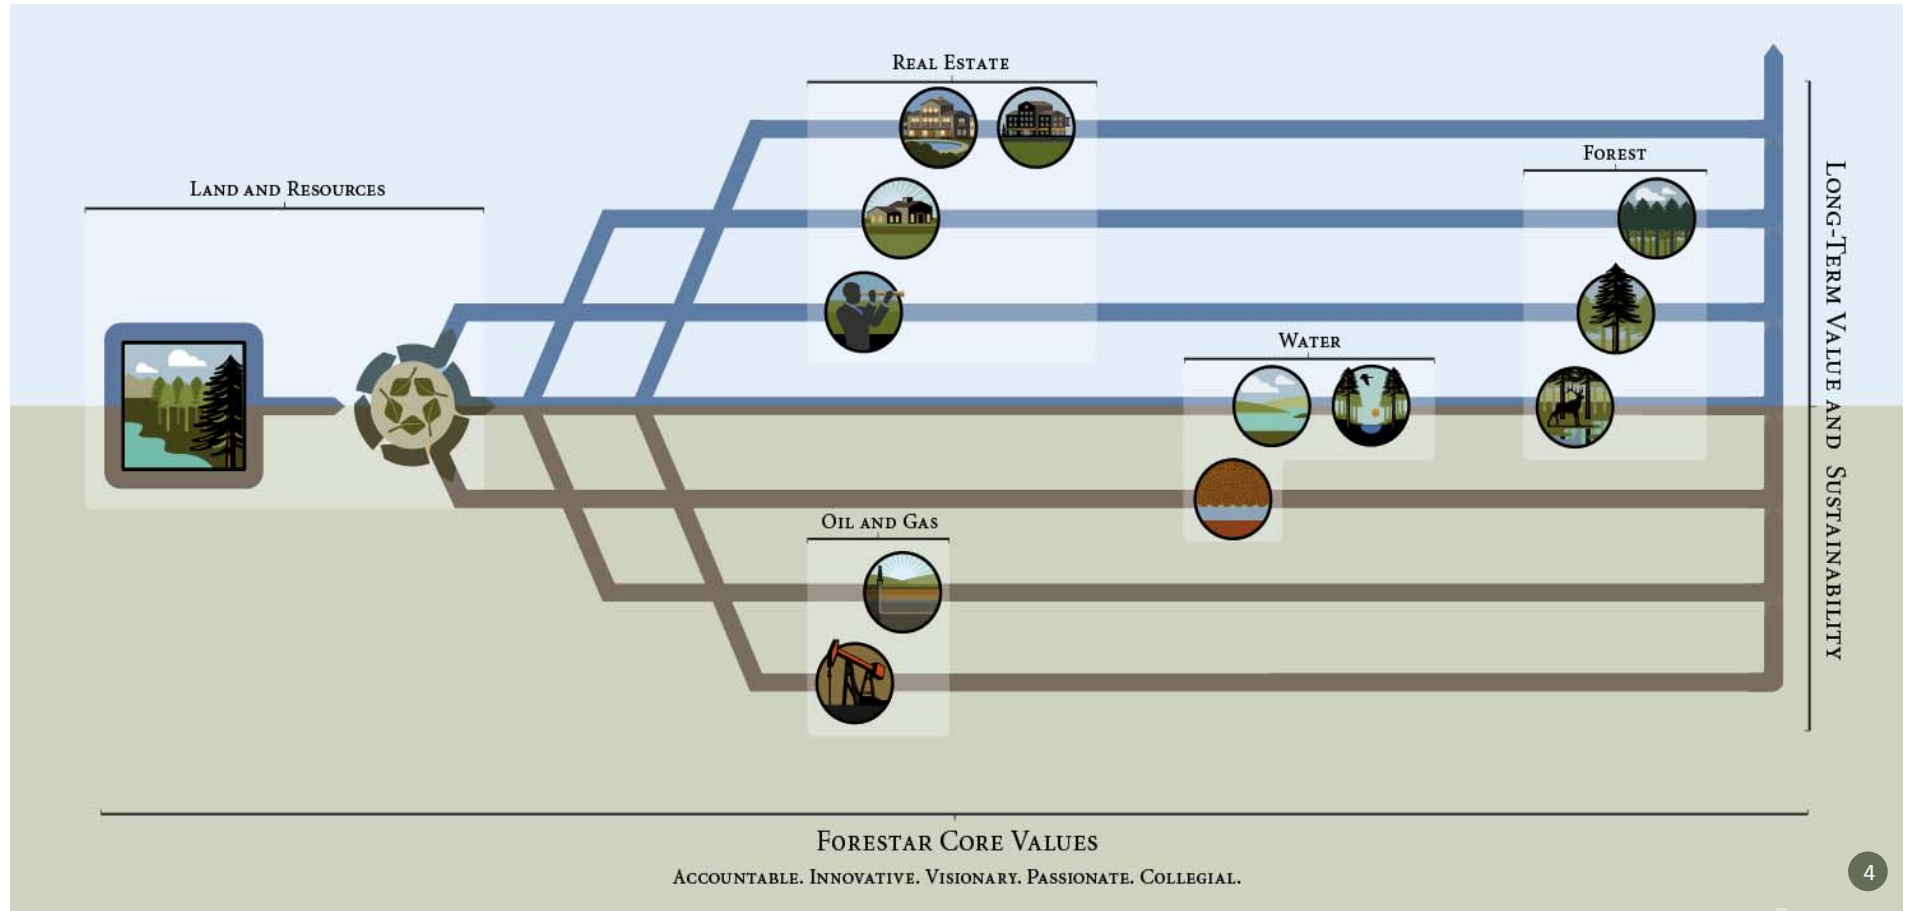 Real Estate
Forest
Land and Resources
Water
Oil and Gas
Long-Term Value and Sustainability
Forestar Core Values
Accountable. Innovative. Visionary. Passionate. Collegial.
4